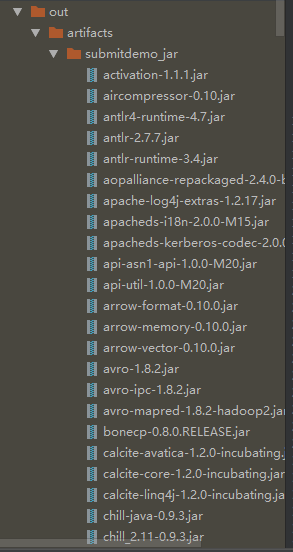 out
artifacts
submitdemo_jar
activation-1.1.1.jar
aircompressor-0.10.jar
antlr4-runtime-4.7.jar
antlr-2.7.7.jar
antlr-runtime-3.4.jar
aopalliance-repackaged-2.4.0-b
apache-log4j-extras-1.2.17.jar
apacheds-i18n-2.0.0-M15.jar
apacheds-kerberos-codec-2.0.0
api-asn1-api-1.0.0-M20.jar
api-util-1.0.0-M20.jar
arrow-format-0.10.0.jar
arrow-memory-0.10.0.jar
arrow-vector-0.10.0.jar
avro-1.8.2.jar
avro-ipc-1.8.2.jar
avro-mapred-1.8.2-hadoop2.jar
bonecp-0.8.0.RELEASE.jar
calcite-avatica-1.2.0-incubating.j
calcite-core-1.2.0-incubating.jar
calcite-linq4j-1.2.0-incubating.jar
chill-java-0.9.3.jar
chill_2.11-0.9.3.jar